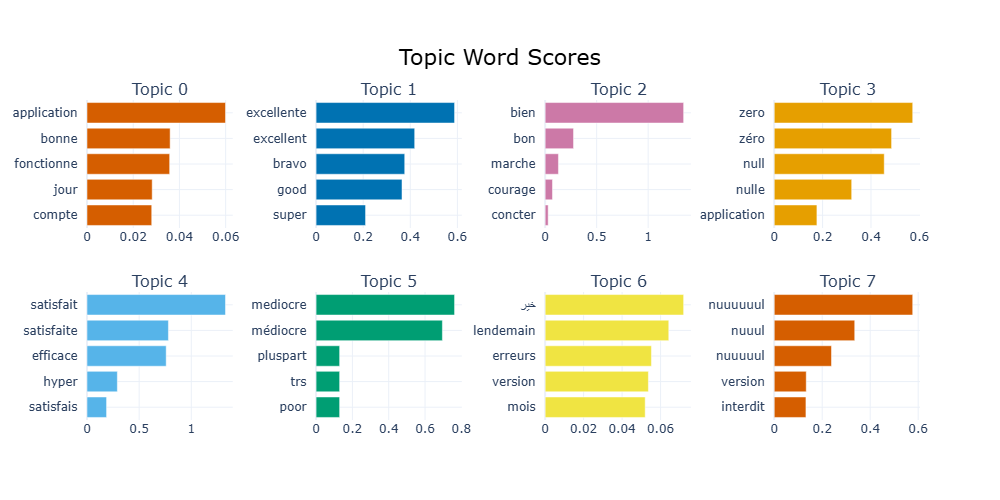 Topic Word Scores
Topic 0
application
bonne
fonctionne
jour
compte
0 0.02 0.04 0.06
Topic 1
excellente
excellent
bravo
good
super
0 0.2 0.4 0.6
Topic 2
bien
bon
marche
courage
concter
0 0.5 1
Topic 3
zero
zéro
null
nulle
application
0 0.2 0.4 0.6
Topic 4
satisfait
satisfaite
efficace
hyper
satisfais
0 0.5 1
Topic 5
mediocre
médiocre
pluspart
trs
poor
0 0.2 0.4 0.6 0.8
Topic 6
lendemain
erreurs
version
mois
0 0.02 0.04 0.06
Topic 7
nuuuuuul
nuuul
nuuuuul
version
interdit
0 0.2 0.4 0.6